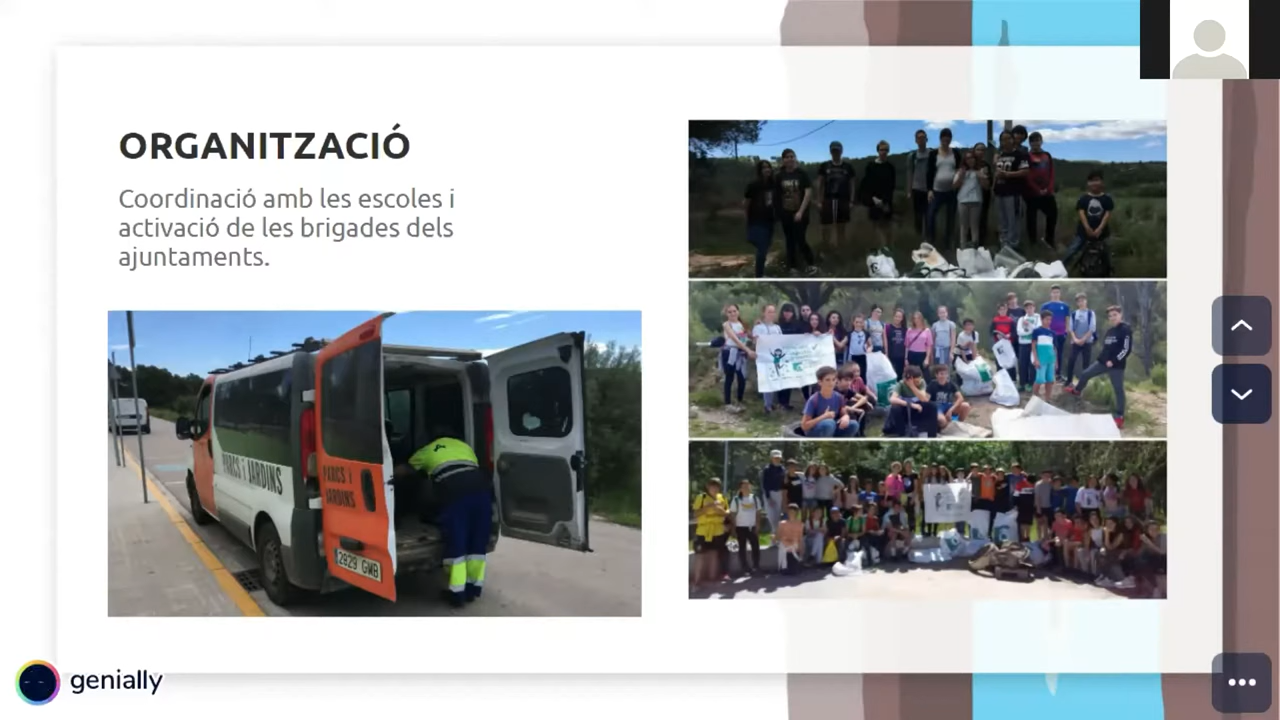 ORGANITZACIÓ
Coordinació amb les escoles i
activació de les brigades dels
ajuntaments.
PARCS i JARDINS
PARCS i
JARDINS
2929 GWB
genially